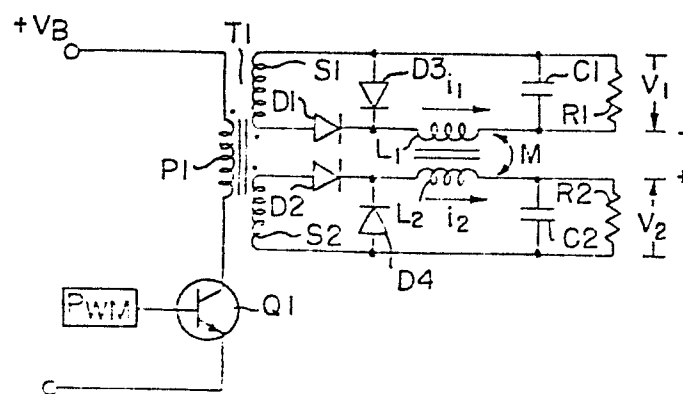 +VB
T1
S1
D3
i1
C1
V1
D1
R1
L1
P1
M
+
D2
R2
L2
i2
V2
S2
C2
D4
PWM
Q1